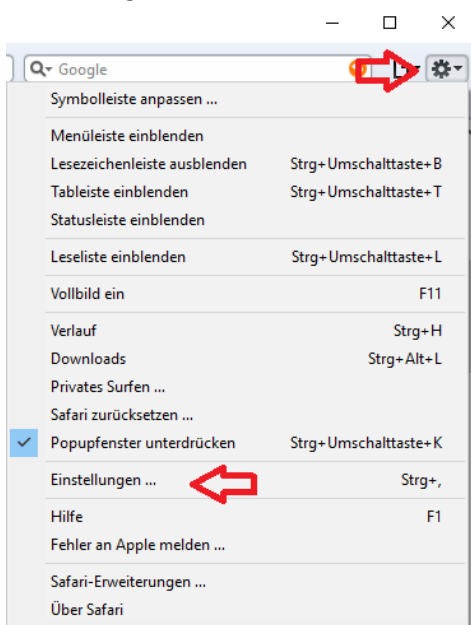 Google
Symbolleiste anpassen ...
Menüleiste einblenden
Lesezeichenleiste ausblenden Strg+Umschalttaste+B
Tableiste einblenden Strg+Umschalttaste+T
Statusleiste einblenden
Leseliste einblenden Strg+Umschalttaste+L
Vollbild ein F11
Verlauf Strg+H
Downloads Strg+Alt+L
Privates Surfen ...
Safari zurücksetzen ...
Popupfenster unterdrücken Strg+Umschalttaste+K
Einstellungen ... Strg+,
Hilfe F1
Fehler an Apple melden ...
Safari-Erweiterungen ...
Über Safari